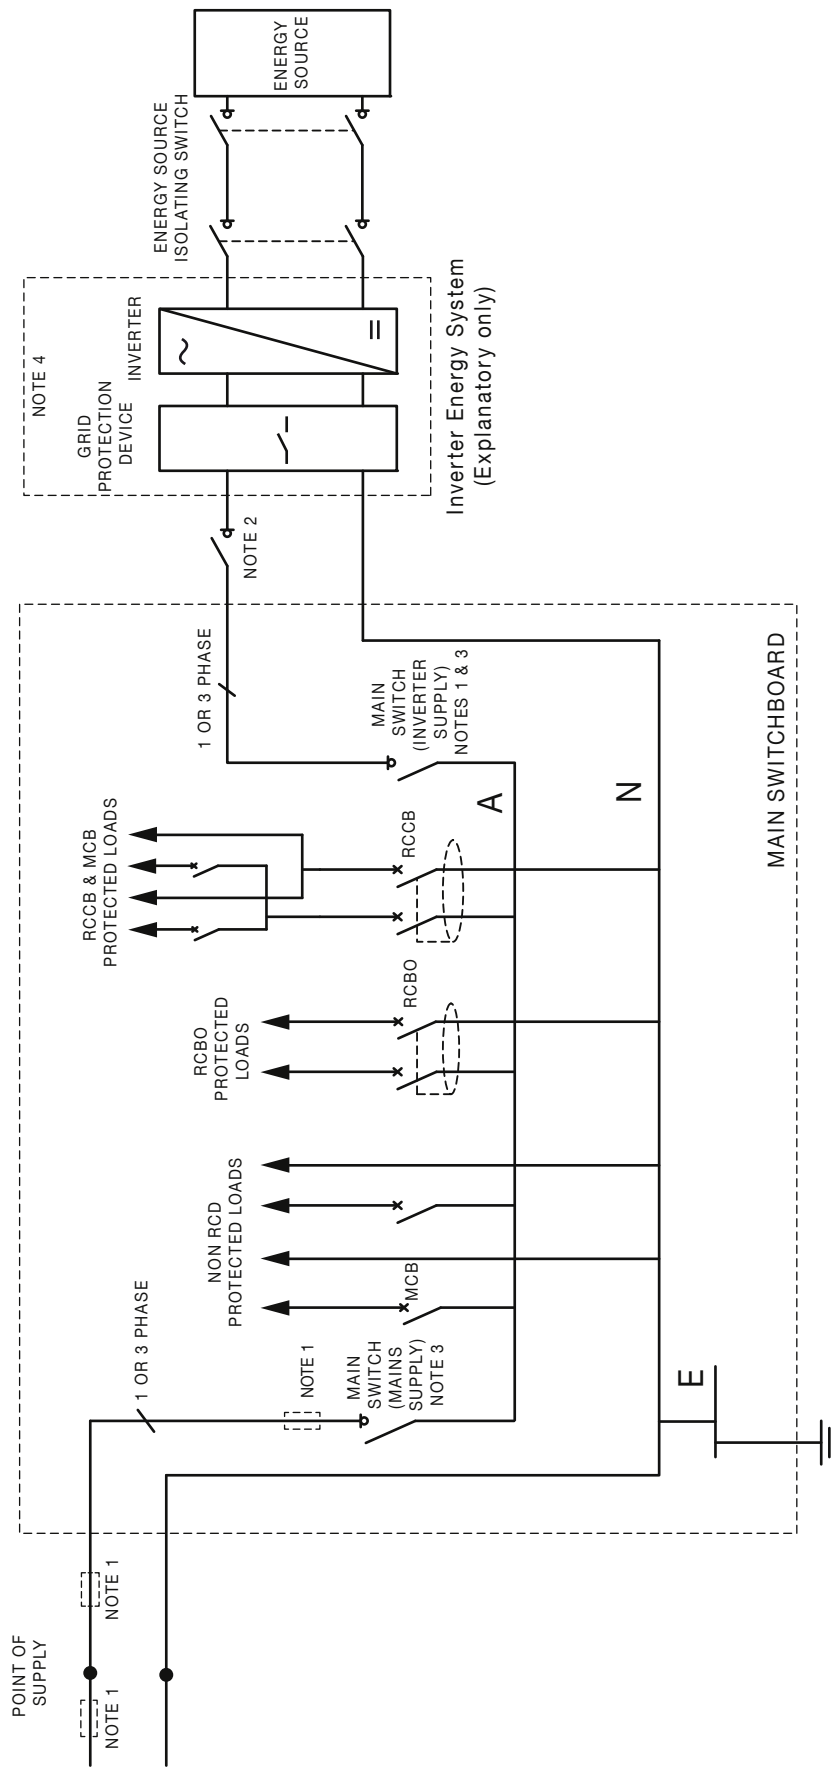 POINT OF
SUPPLY
NOTE 1
NOTE 1
1 OR 3 PHASE
NOTE 1
MAIN
SWITCH
(MAINS
SUPPLY)
NOTE 3
NON RCD
PROTECTED LOADS
MCB
RCBO
PROTECTED
LOADS
RCBO
RCCB & MCB
PROTECTED LOADS
RCCB
1 OR 3 PHASE
MAIN
SWITCH
(INVERTER
SUPPLY)
NOTES 1 & 3
A
N
E
MAIN SWITCHBOARD
NOTE 2
NOTE 4
GRID
PROTECTION
DEVICE
INVERTER
Inverter Energy System
(Explanatory only)
ENERGY SOURCE
ISOLATING SWITCH
ENERGY
SOURCE